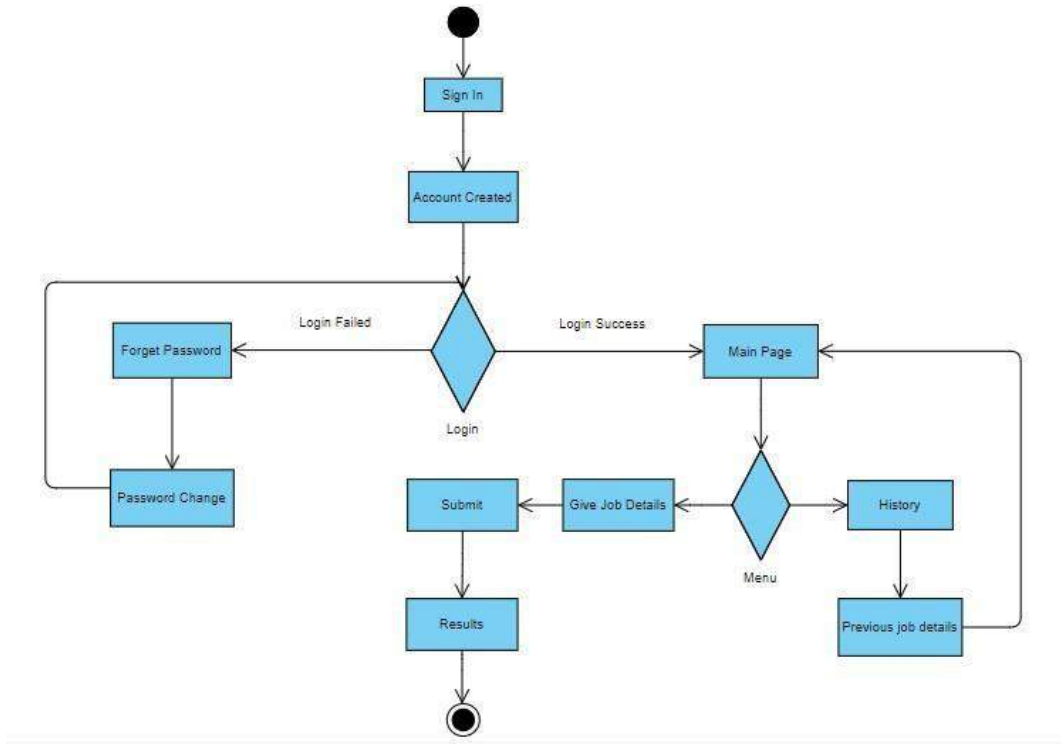 Sign In
Account Created
Login Failed
Login Success
Forget Password
Main Page
Login
Password Change
Submit
Give Job Details
History
Menu
Results
Previous job details